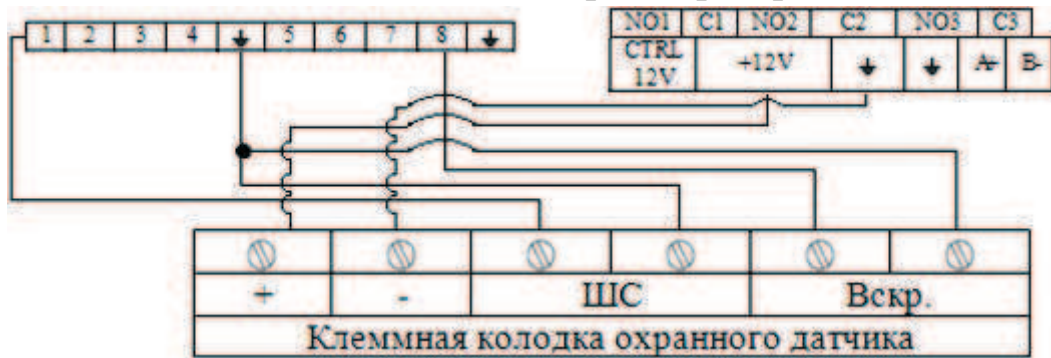 NO1 C1 NO2 C2 NO3 C3
1 2 3 4 5 6 7 8
CTRL 12V +12V A+ B-
+ - ШС Вскр.
Клеммная колодка охранного датчика